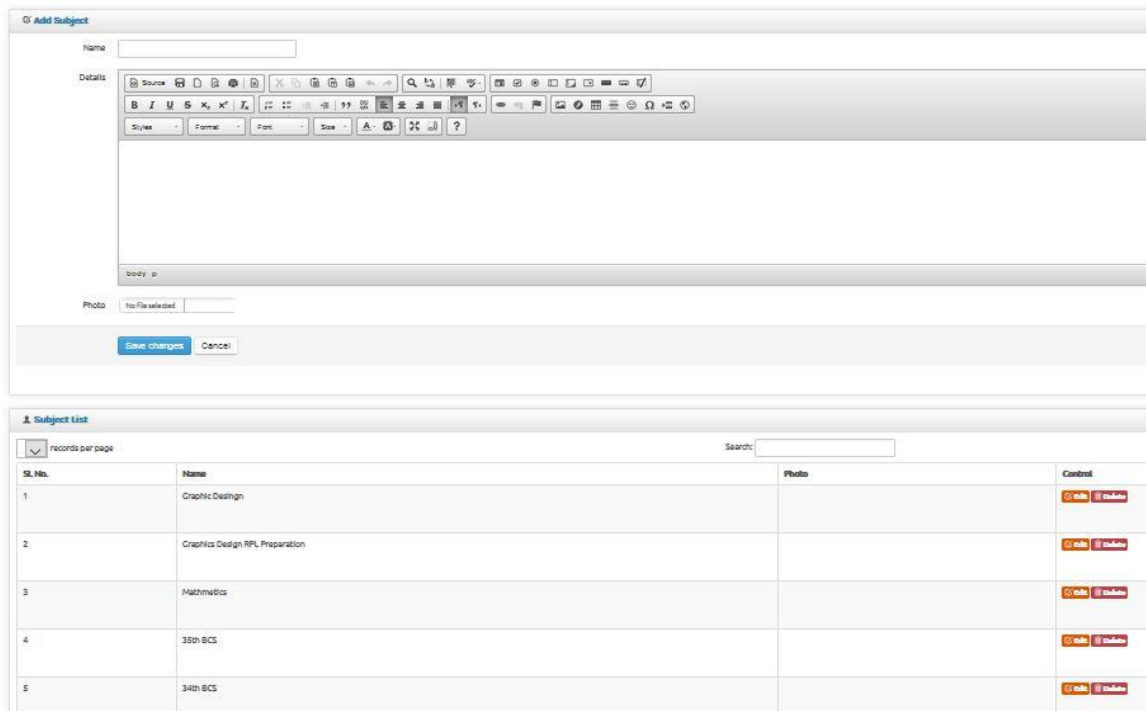 Add Subject
Name
Details
Source
B I U S x₂ x² Iₓ
Styles Format Font Size A A ?
body p
Photo No file selected
Save changes Cancel
Subject List
records per page Search:
SL No. Name Photo Control
1 Graphic Desingn Edit Delete
2 Graphics Design RPL Preparation Edit Delete
3 Mathmetics Edit Delete
4 35th BCS Edit Delete
5 34th BCS Edit Delete